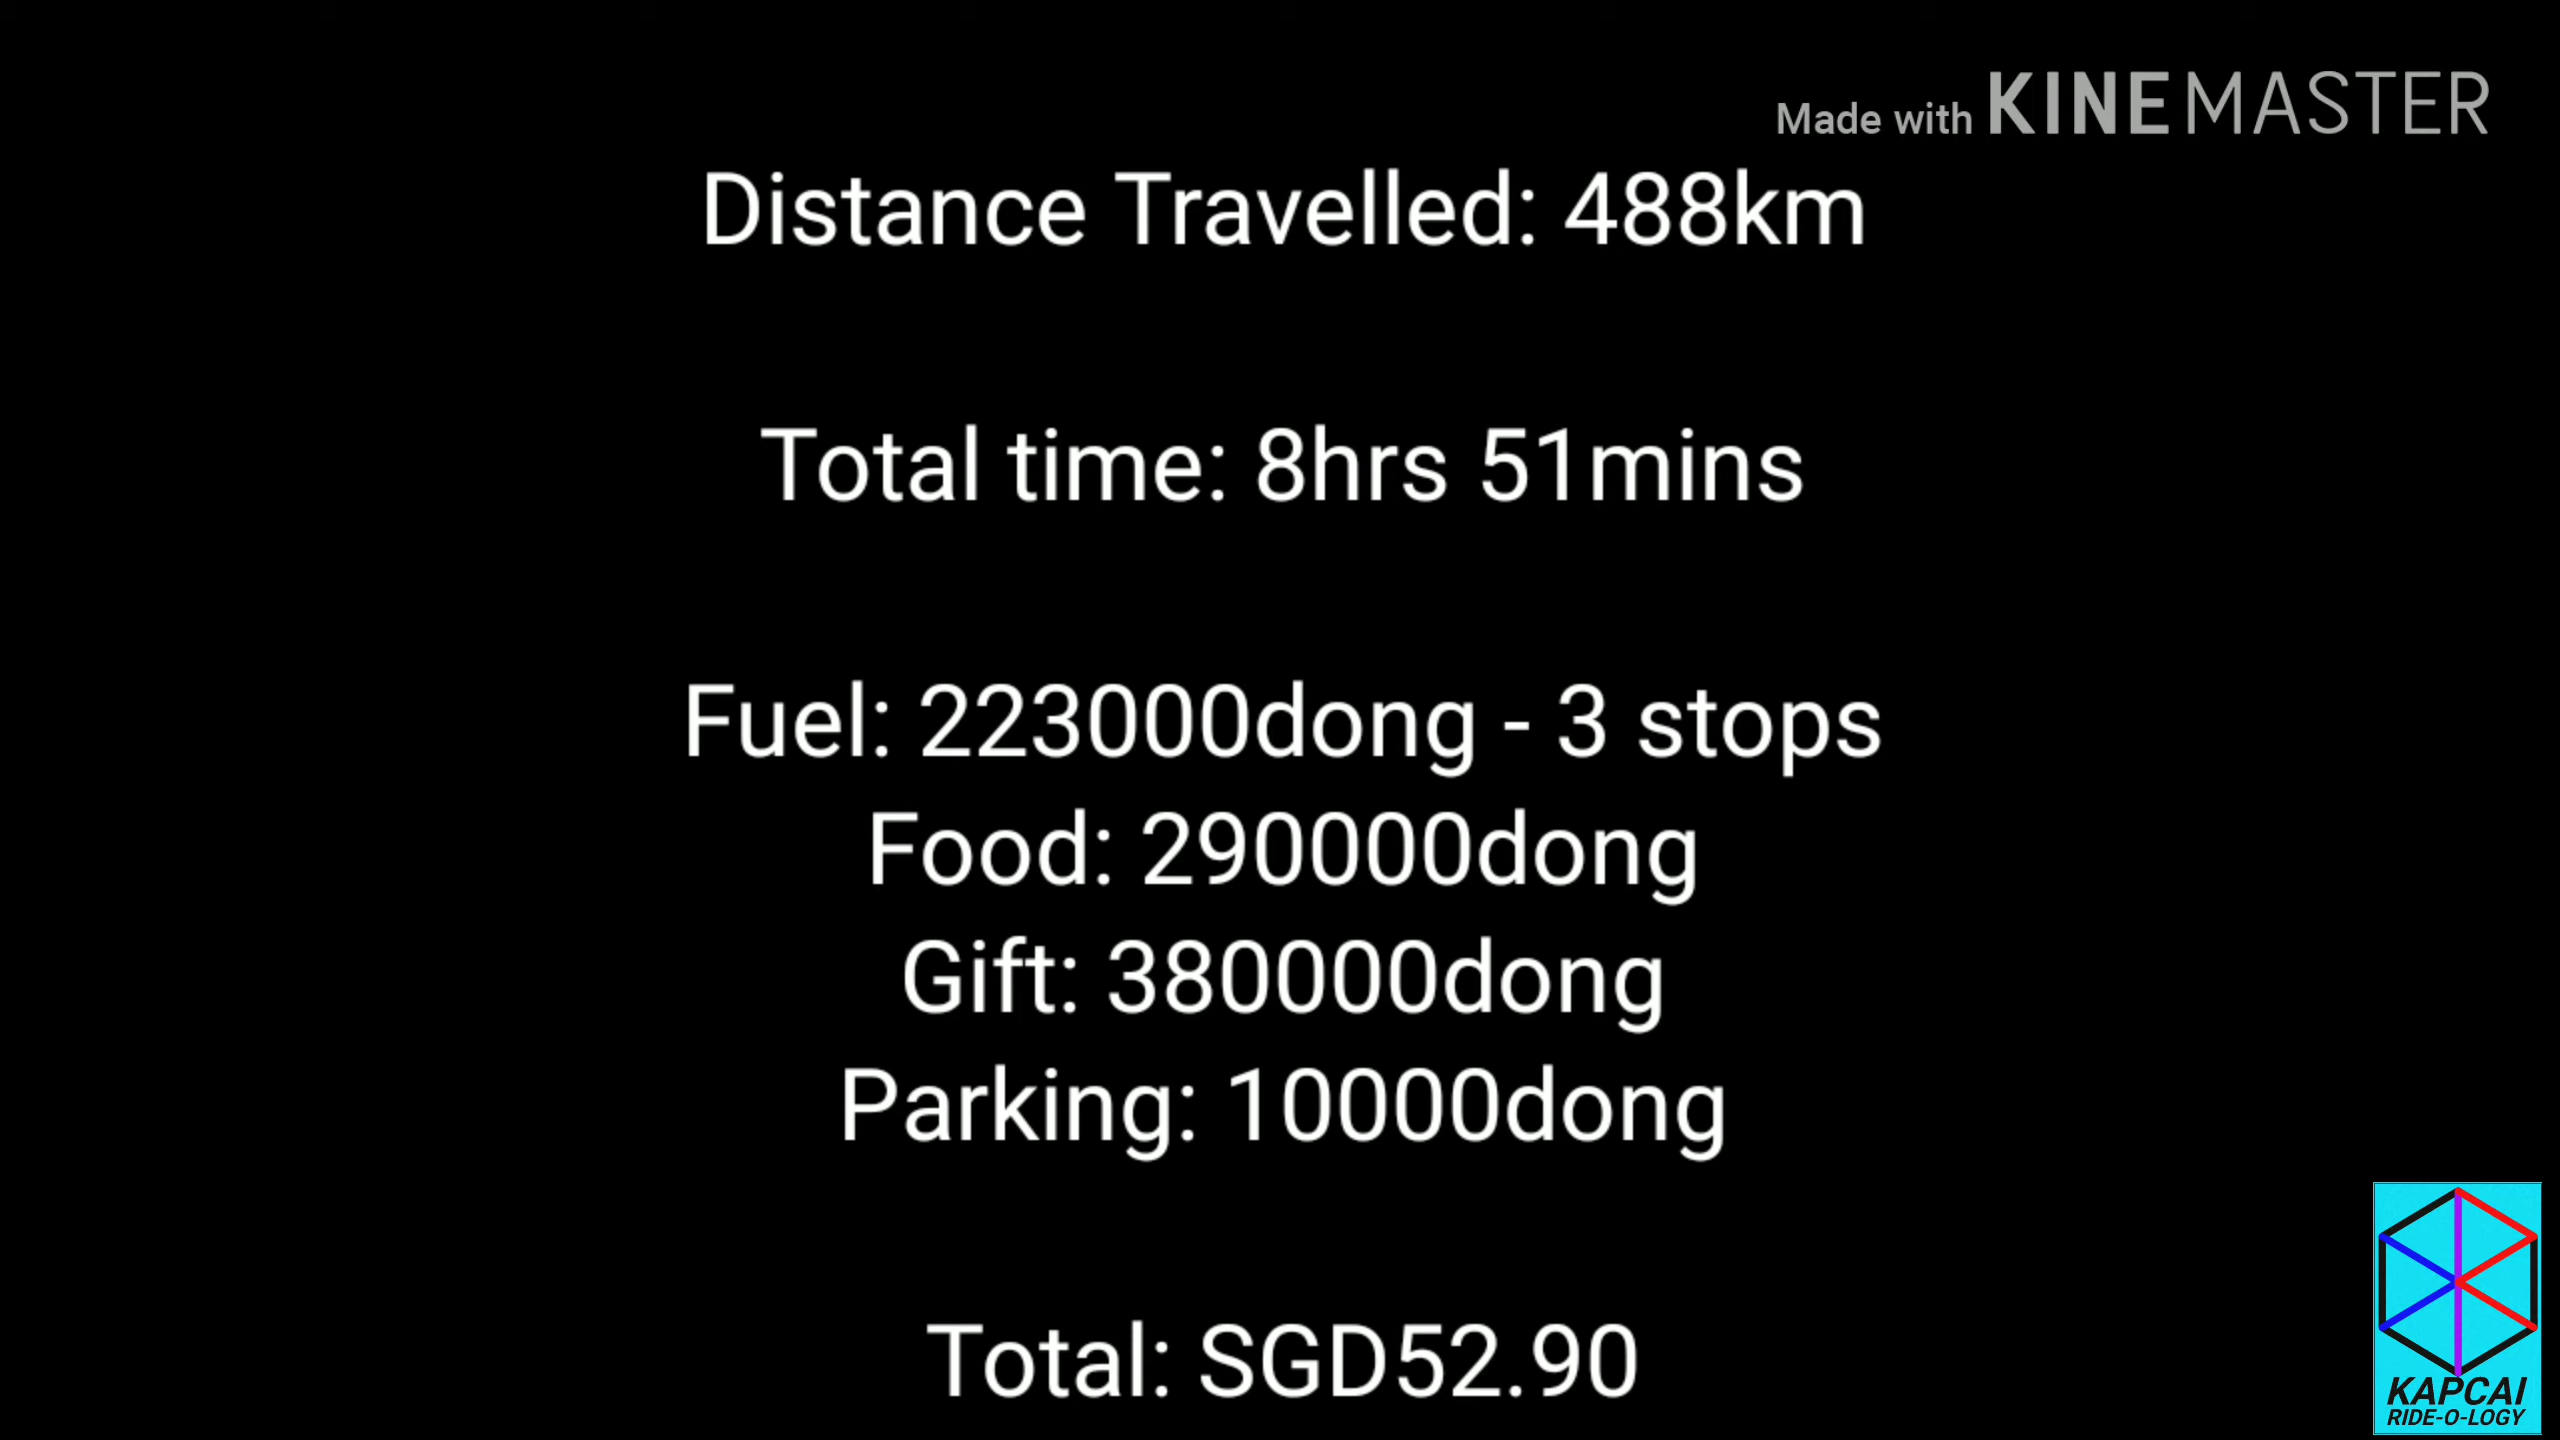 Made with KINEMASTER
Distance Travelled: 488km
Total time: 8hrs 51mins
Fuel: 223000dong - 3 stops
Food: 290000dong
Gift: 380000dong
Parking: 10000dong
Total: SGD52.90
KAPCAI
RIDE-O-LOGY